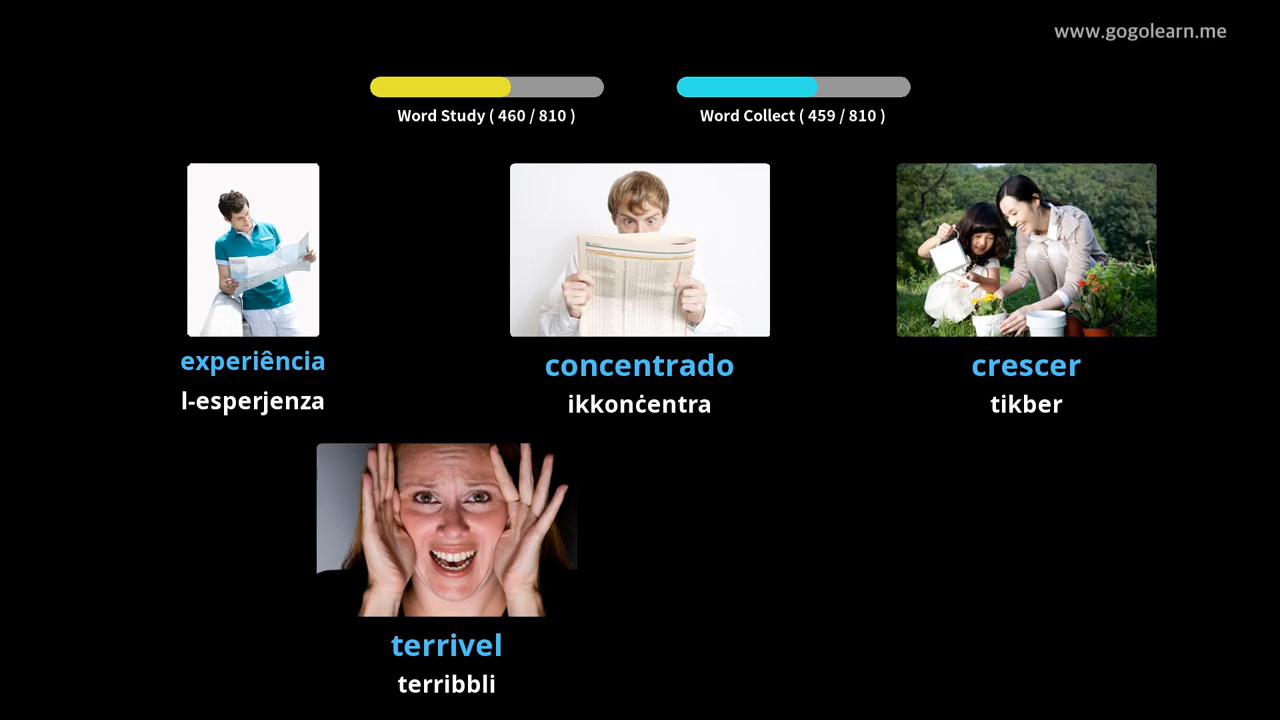 www.gogolearn.me
Word Study ( 460 / 810 )
Word Collect ( 459 / 810 )
experiência
l-esperjenza
concentrado
ikkonċentra
crescer
tikber
terrivel
terribbli